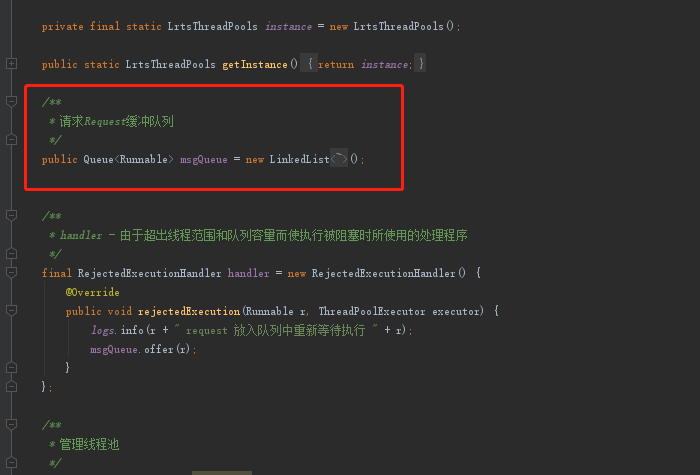 private final static LrtsThreadPools instance = new LrtsThreadPools();
public static LrtsThreadPools getInstance() { return instance; }
/**
* 请求Request缓冲队列
*/
public Queue<Runnable> msgQueue = new LinkedList<~>();
/**
* handler - 由于超出线程范围和队列容量而使执行被阻塞时所使用的处理程序
*/
final RejectedExecutionHandler handler = new RejectedExecutionHandler() {
@Override
public void rejectedExecution(Runnable r, ThreadPoolExecutor executor) {
logs.info(r + " request 放入队列中重新等待执行 " + r);
msgQueue.offer(r);
}
};
/**
* 管理线程池
*/